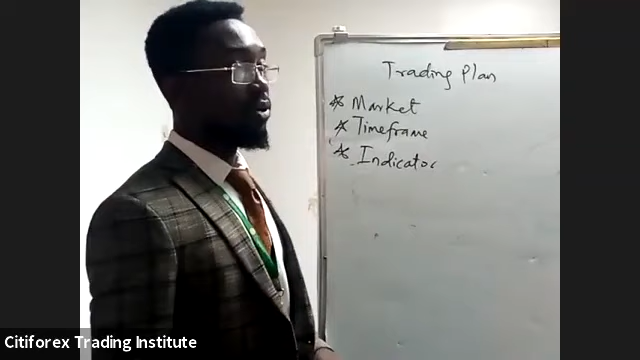 Trading Plan
Market
Timeframe
Indicator
Citiforex Trading Institute